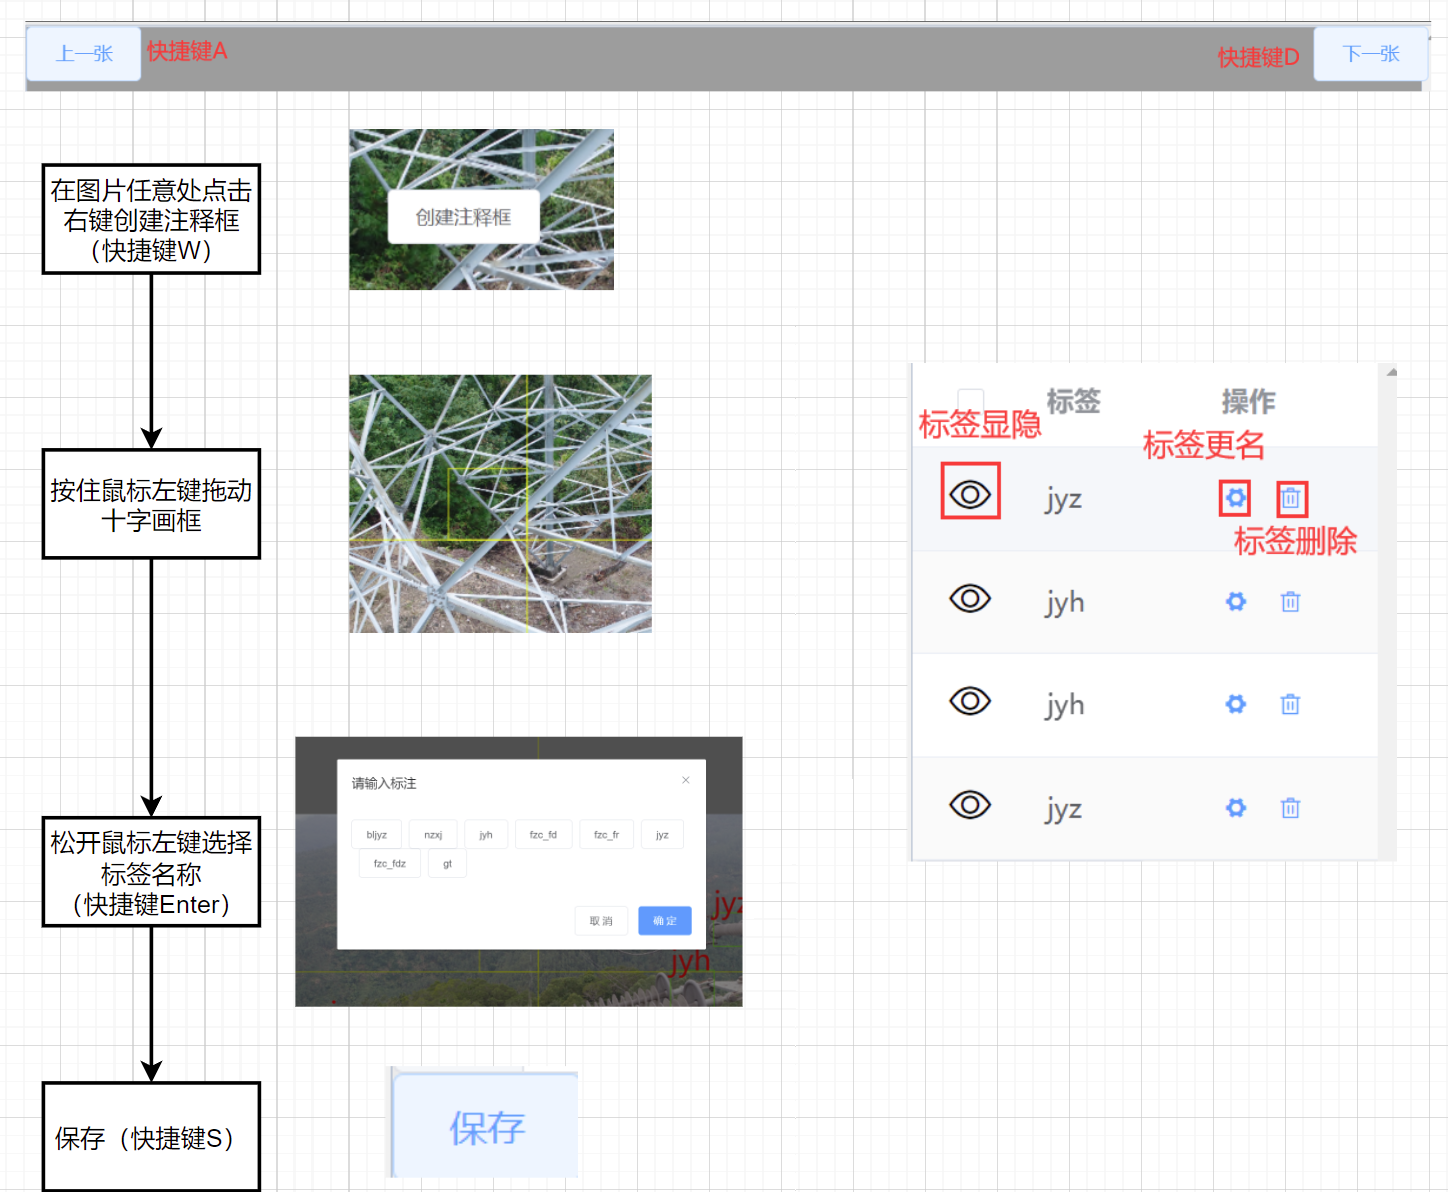 上一张
快捷键A
快捷键D
下一张
在图片任意处点击
右键创建注释框
（快捷键W）
创建注释框
按住鼠标左键拖动
十字画框
松开鼠标左键选择
标签名称
（快捷键Enter）
请输入标注
bljyz nzxj jyh fzc_fd fzc_fr jyz
fzc_fdz gt
取消 确定
jyz
jyh
保存（快捷键S）
保存
标签 操作
标签显隐
标签更名
jyz
标签删除
jyh
jyh
jyz